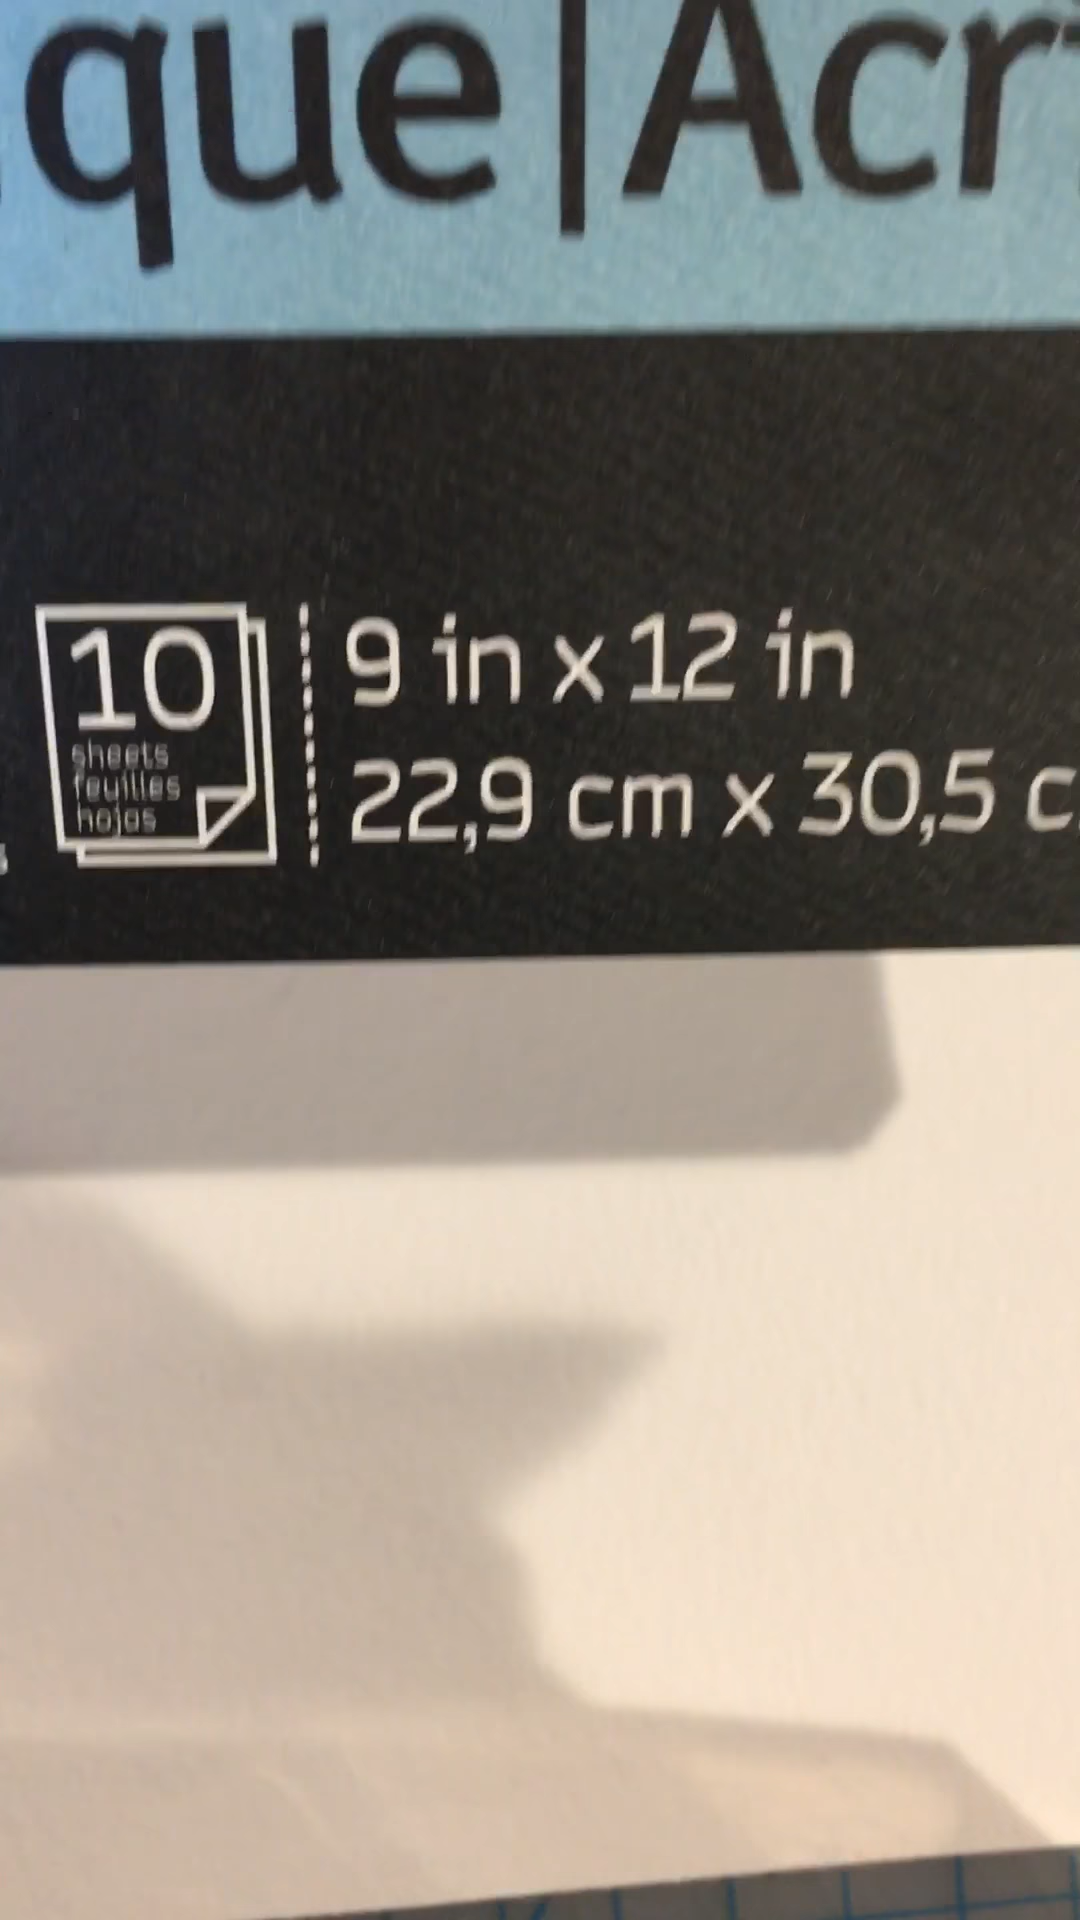 que | Acr
10
sheets
feuilles
hojas
9 in x 12 in
22,9 cm x 30,5 c